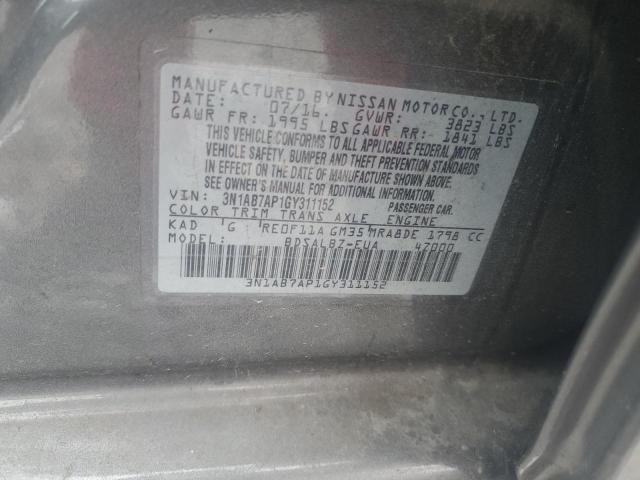 MANUFACTURED BY NISSAN MOTOR CO., LTD.
DATE: 07/16. GVWR: 3823 LBS
GAWR FR: 1995 LBS GAWR RR: 1841 LBS
THIS VEHICLE CONFORMS TO ALL APPLICABLE FEDERAL MOTOR
VEHICLE SAFETY, BUMPER AND THEFT PREVENTION STANDARDS
IN EFFECT ON THE DATE OF MANUFACTURE SHOWN ABOVE.
SEE OWNER'S MANUAL FOR ADDITIONAL INFORMATION.
VIN: 3N1AB7AP1GY311152 PASSENGER CAR.
COLOR TRIM TRANS AXLE ENGINE
KAD G RE0F11A GM35 MRA8DE 1798 CC
BDSALBZ-EUA 47000
3N1AB7AP1GY311152